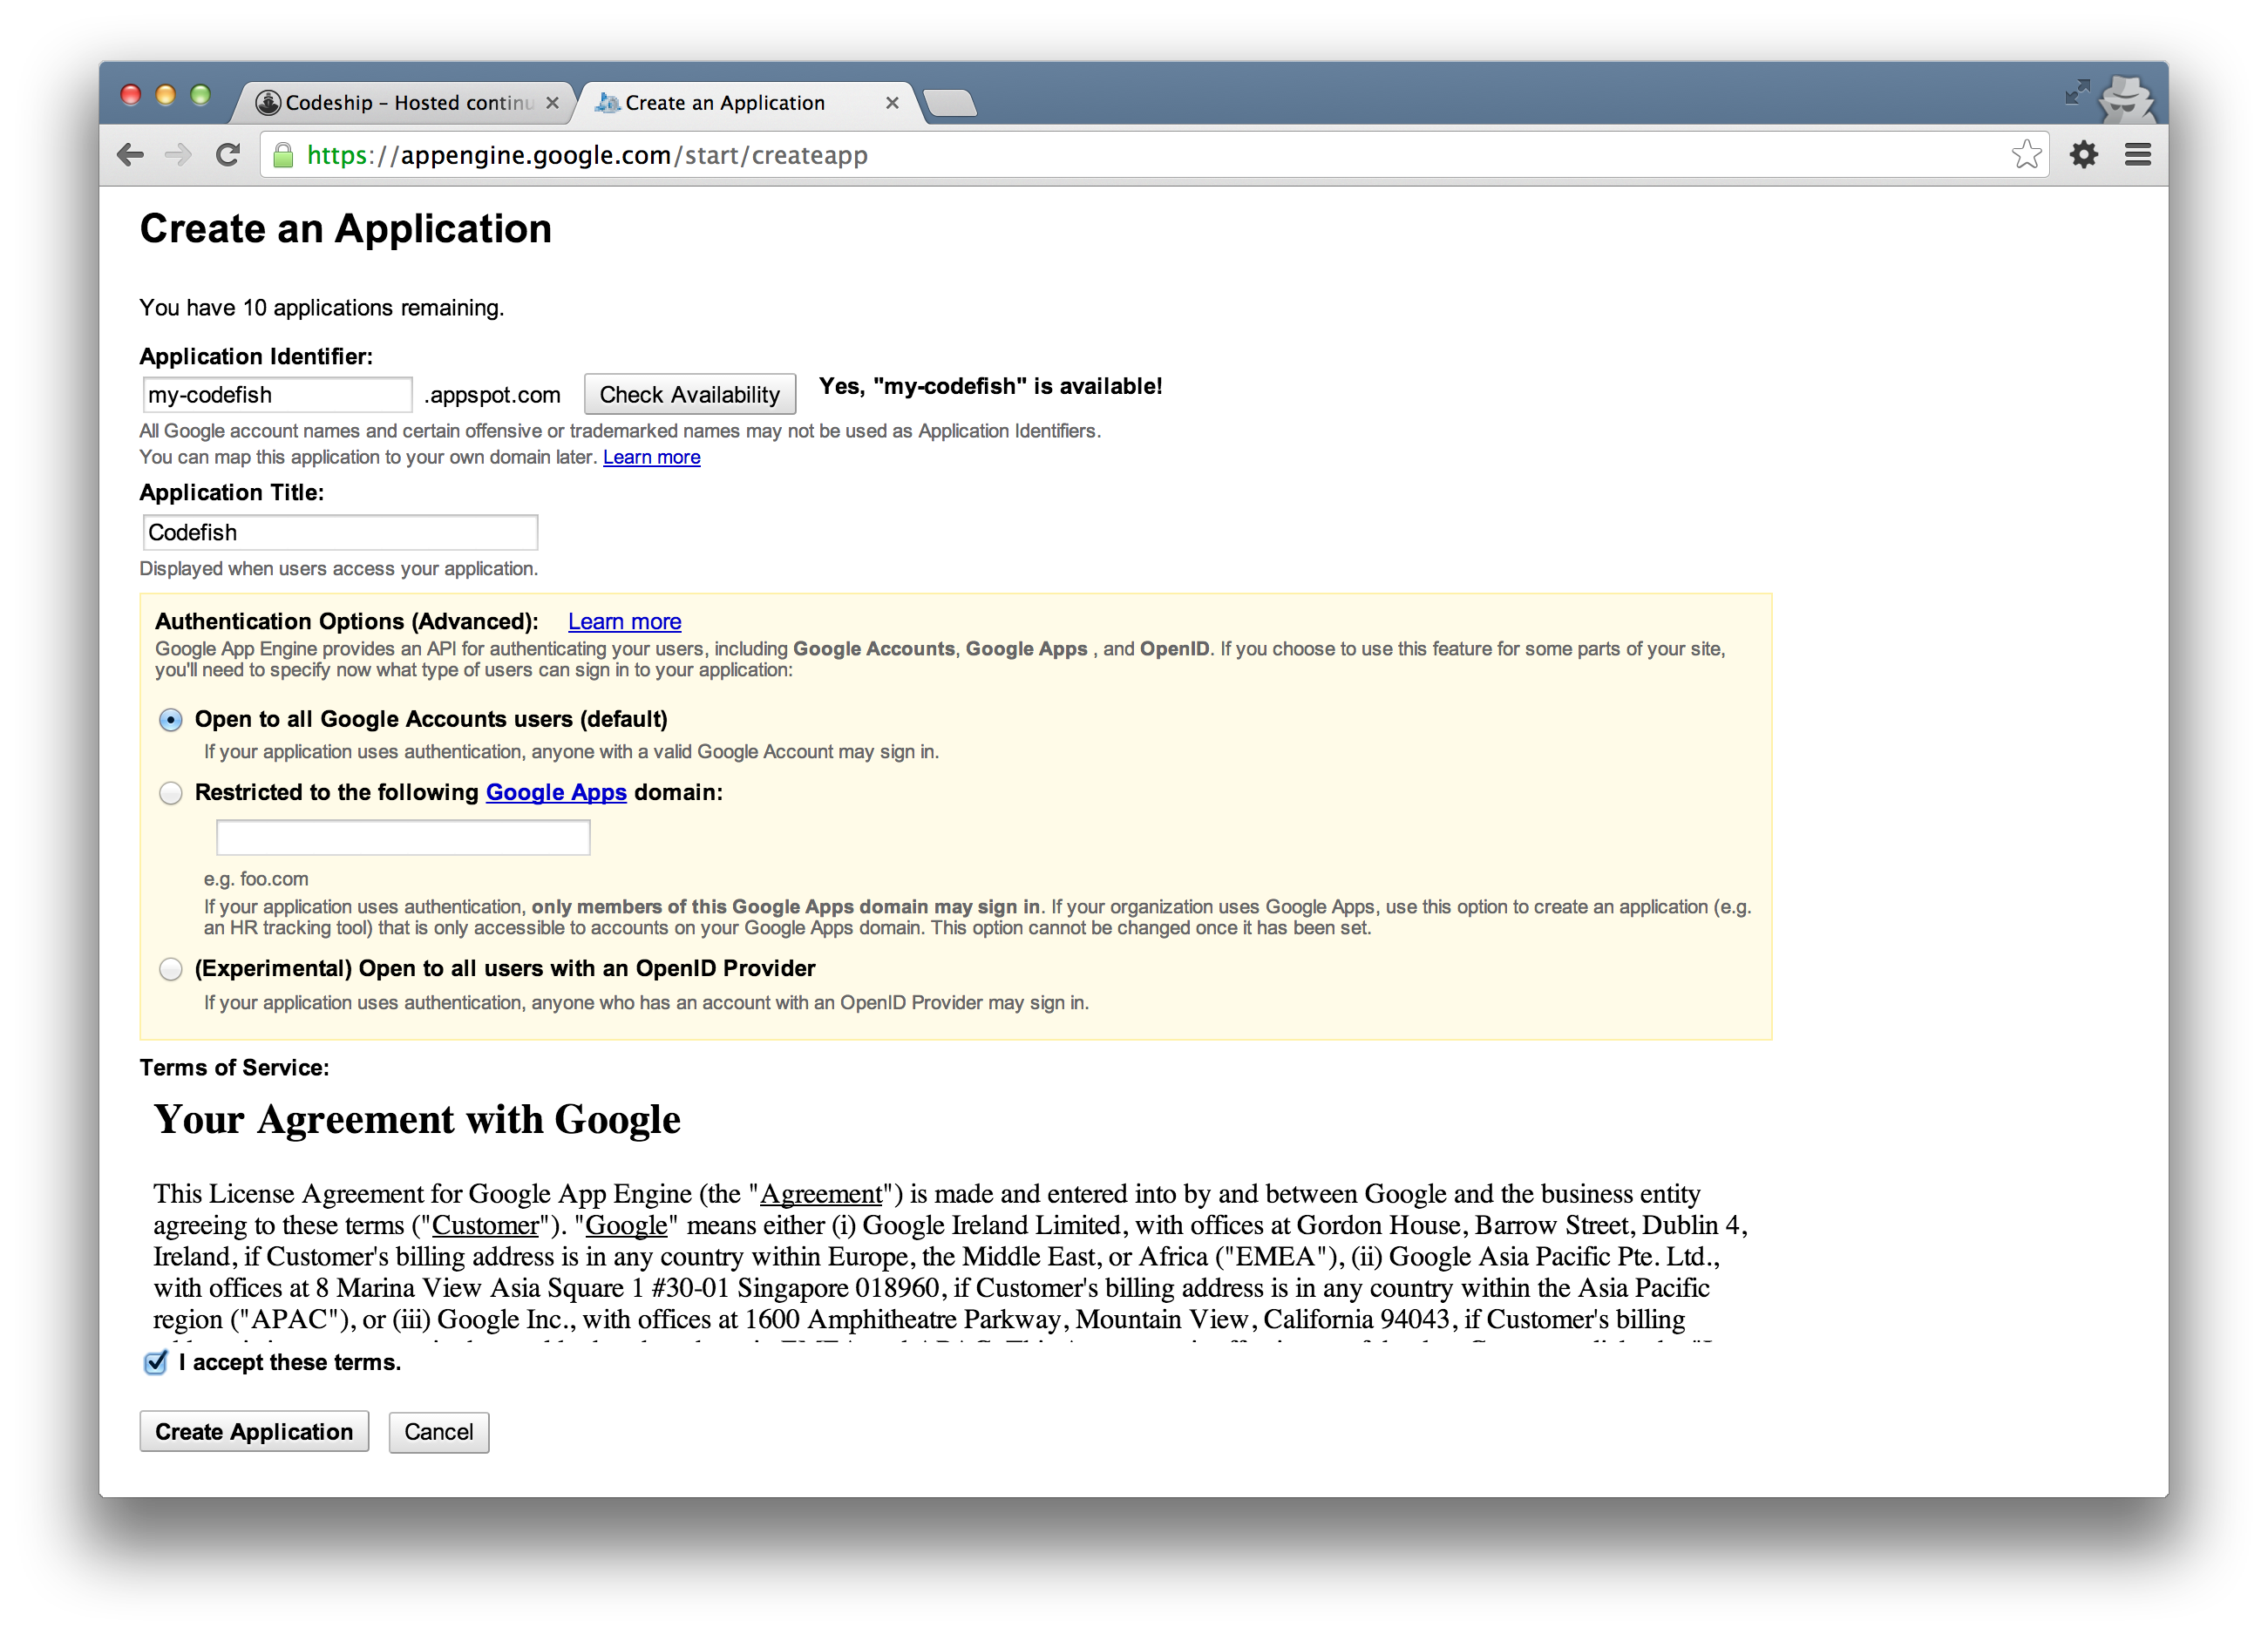 Codeship – Hosted continu
Create an Application
https://appengine.google.com/start/createapp
Create an Application
You have 10 applications remaining.
Application Identifier:
my-codefish .appspot.com Check Availability Yes, "my-codefish" is available!
All Google account names and certain offensive or trademarked names may not be used as Application Identifiers.
You can map this application to your own domain later. Learn more
Application Title:
Codefish
Displayed when users access your application.
Authentication Options (Advanced): Learn more
Google App Engine provides an API for authenticating your users, including Google Accounts, Google Apps , and OpenID. If you choose to use this feature for some parts of your site,
you'll need to specify now what type of users can sign in to your application:
Open to all Google Accounts users (default)
If your application uses authentication, anyone with a valid Google Account may sign in.
Restricted to the following Google Apps domain:
e.g. foo.com
If your application uses authentication, only members of this Google Apps domain may sign in. If your organization uses Google Apps, use this option to create an application (e.g.
an HR tracking tool) that is only accessible to accounts on your Google Apps domain. This option cannot be changed once it has been set.
(Experimental) Open to all users with an OpenID Provider
If your application uses authentication, anyone who has an account with an OpenID Provider may sign in.
Terms of Service:
Your Agreement with Google
This License Agreement for Google App Engine (the "Agreement") is made and entered into by and between Google and the business entity
agreeing to these terms ("Customer"). "Google" means either (i) Google Ireland Limited, with offices at Gordon House, Barrow Street, Dublin 4,
Ireland, if Customer's billing address is in any country within Europe, the Middle East, or Africa ("EMEA"), (ii) Google Asia Pacific Pte. Ltd.,
with offices at 8 Marina View Asia Square 1 #30-01 Singapore 018960, if Customer's billing address is in any country within the Asia Pacific
region ("APAC"), or (iii) Google Inc., with offices at 1600 Amphitheatre Parkway, Mountain View, California 94043, if Customer's billing
I accept these terms.
Create Application Cancel